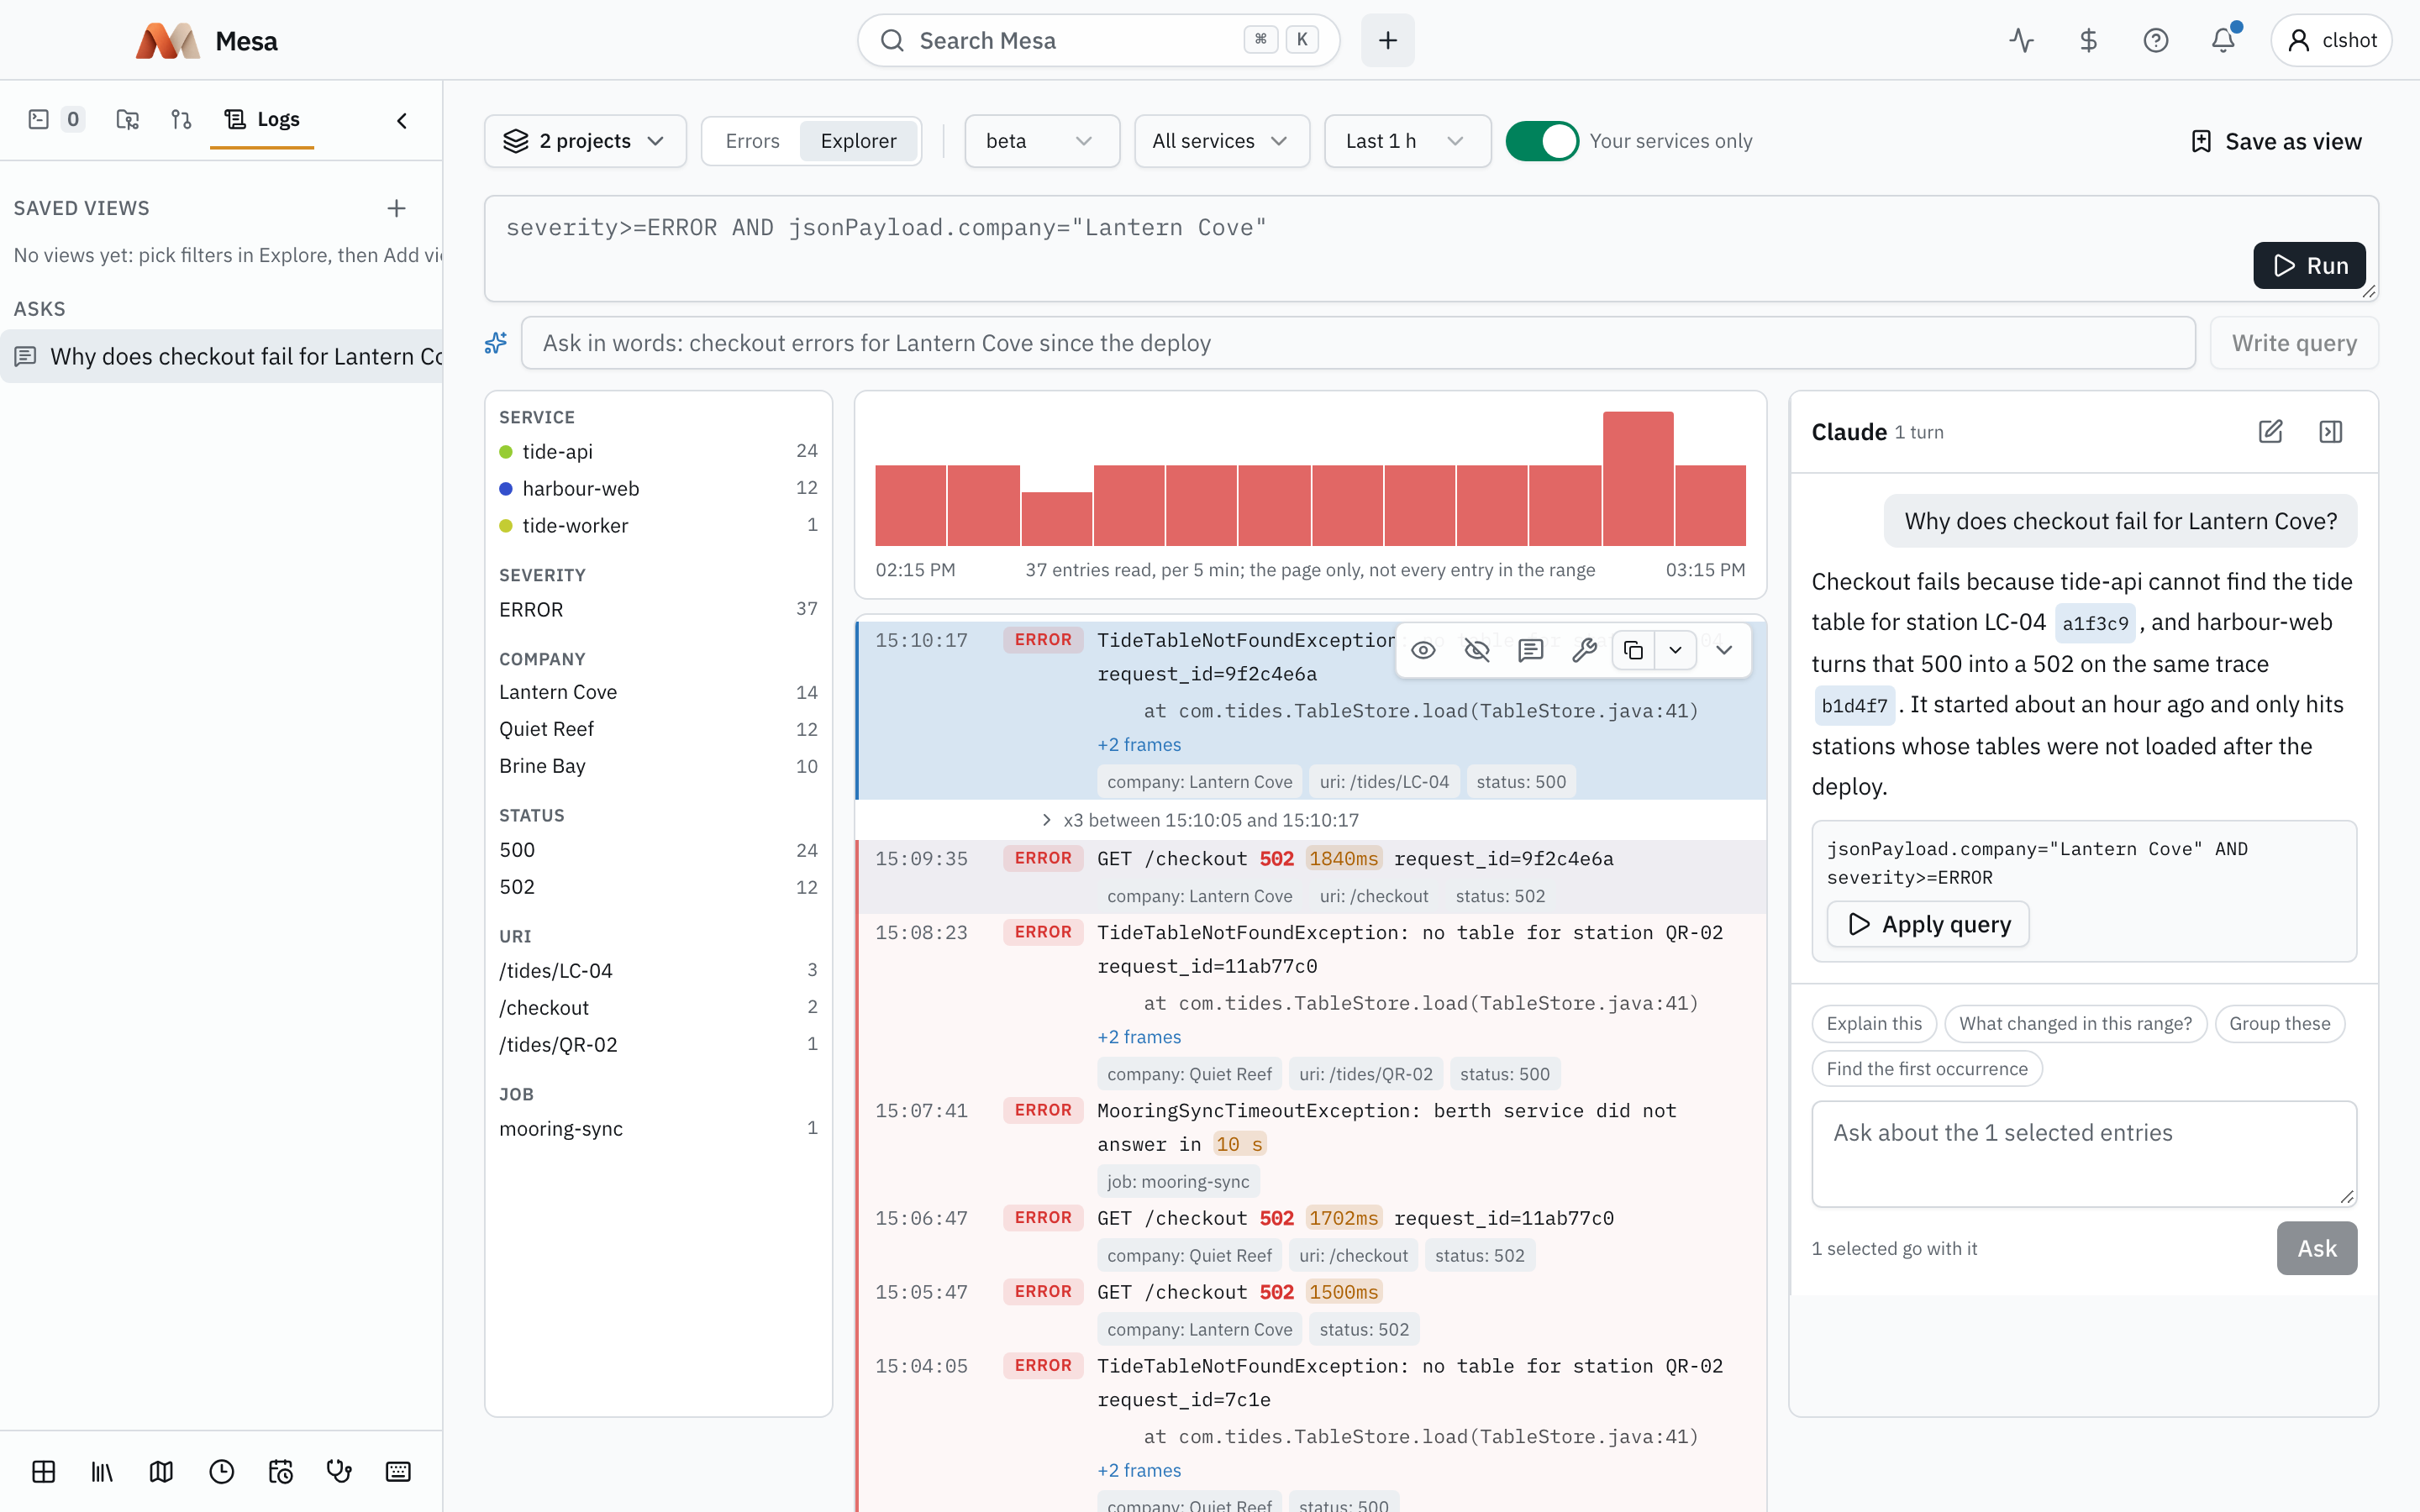 Mesa
Search Mesa
⌘ K
clshot
0
Logs
SAVED VIEWS
No views yet: pick filters in Explore, then Add vi
ASKS
Why does checkout fail for Lantern Co
2 projects
Errors
Explorer
beta
All services
Last 1 h
Your services only
Save as view
severity>=ERROR AND jsonPayload.company="Lantern Cove"
Run
Ask in words: checkout errors for Lantern Cove since the deploy
Write query
SERVICE
tide-api 24
harbour-web 12
tide-worker 1
SEVERITY
ERROR 37
COMPANY
Lantern Cove 14
Quiet Reef 12
Brine Bay 10
STATUS
500 24
502 12
URI
/tides/LC-04 3
/checkout 2
/tides/QR-02 1
JOB
mooring-sync 1
02:15 PM 37 entries read, per 5 min; the page only, not every entry in the range 03:15 PM
15:10:17 ERROR TideTableNotFoundException: no table for station LC-04
request_id=9f2c4e6a
at com.tides.TableStore.load(TableStore.java:41)
+2 frames
company: Lantern Cove uri: /tides/LC-04 status: 500
x3 between 15:10:05 and 15:10:17
15:09:35 ERROR GET /checkout 502 1840ms request_id=9f2c4e6a
company: Lantern Cove uri: /checkout status: 502
15:08:23 ERROR TideTableNotFoundException: no table for station QR-02
request_id=11ab77c0
at com.tides.TableStore.load(TableStore.java:41)
+2 frames
company: Quiet Reef uri: /tides/QR-02 status: 500
15:07:41 ERROR MooringSyncTimeoutException: berth service did not
answer in 10 s
job: mooring-sync
15:06:47 ERROR GET /checkout 502 1702ms request_id=11ab77c0
company: Quiet Reef uri: /checkout status: 502
15:05:47 ERROR GET /checkout 502 1500ms
company: Lantern Cove status: 502
15:04:05 ERROR TideTableNotFoundException: no table for station QR-02
request_id=7c1e
at com.tides.TableStore.load(TableStore.java:41)
+2 frames
company: Quiet Reef status: 500
Claude 1 turn
Why does checkout fail for Lantern Cove?
Checkout fails because tide-api cannot find the tide
table for station LC-04 a1f3c9 , and harbour-web
turns that 500 into a 502 on the same trace
b1d4f7 . It started about an hour ago and only hits
stations whose tables were not loaded after the
deploy.
jsonPayload.company="Lantern Cove" AND
severity>=ERROR
Apply query
Explain this
What changed in this range?
Group these
Find the first occurrence
Ask about the 1 selected entries
1 selected go with it
Ask